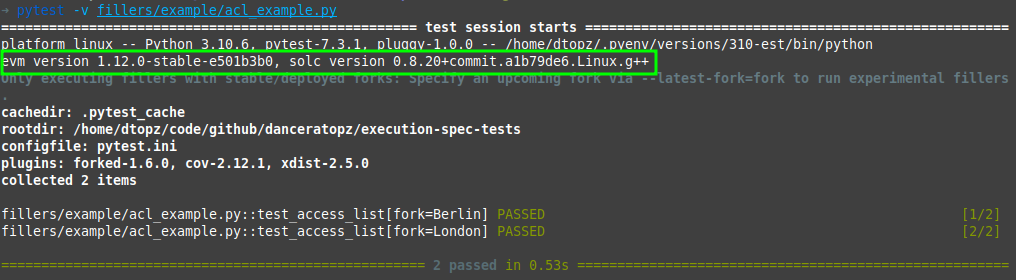 → pytest -v fillers/example/acl_example.py
============================================= test session starts ==============================================
platform linux -- Python 3.10.6, pytest-7.3.1, pluggy-1.0.0 -- /home/dtopz/.pyenv/versions/310-est/bin/python
evm version 1.12.0-stable-e501b3b0, solc version 0.8.20+commit.a1b79de6.Linux.g++
Only executing fillers with stable/deployed forks: Specify an upcoming fork via --latest-fork=fork to run experimental fillers
.
cachedir: .pytest_cache
rootdir: /home/dtopz/code/github/danceratopz/execution-spec-tests
configfile: pytest.ini
plugins: forked-1.6.0, cov-2.12.1, xdist-2.5.0
collected 2 items
fillers/example/acl_example.py::test_access_list[fork=Berlin] PASSED [1/2]
fillers/example/acl_example.py::test_access_list[fork=London] PASSED [2/2]
============================================== 2 passed in 0.53s ===============================================